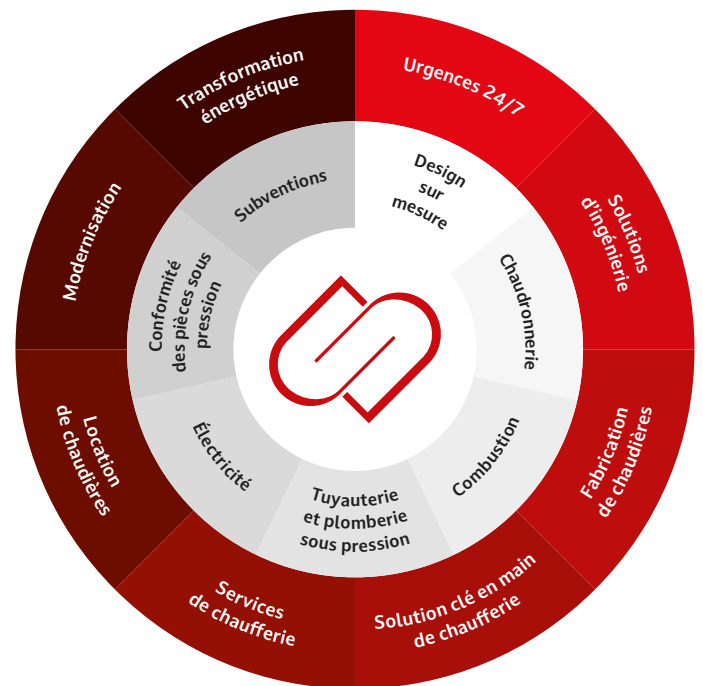 Urgences 24/7
Solutions
d'ingénierie
Fabrication
de chaudières
Solution clé en main
de chaufferie
Services
de chaufferie
Location
de chaudières
Modernisation
Transformation
énergétique
Design
sur
mesure
Chaudronnerie
Combustion
Tuyauterie
et plomberie
sous pression
Électricité
Conformité
des pièces sous
pression
Subventions